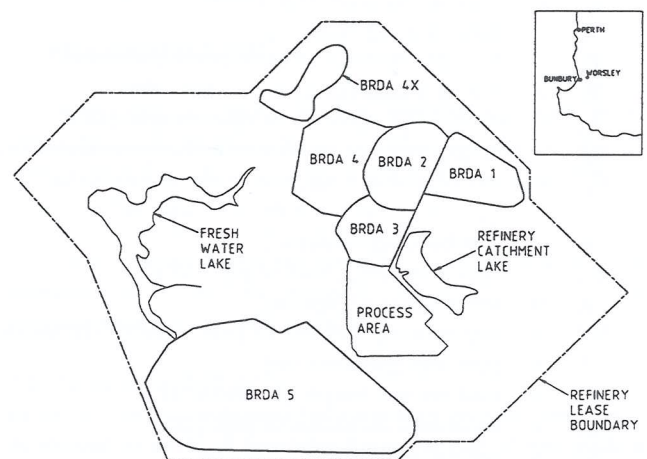 PERTH
BUNBURY
WORSLEY
BRDA 4X
BRDA 4
BRDA 2
BRDA 1
BRDA 3
FRESH
WATER
LAKE
REFINERY
CATCHMENT
LAKE
PROCESS
AREA
BRDA 5
REFINERY
LEASE
BOUNDARY